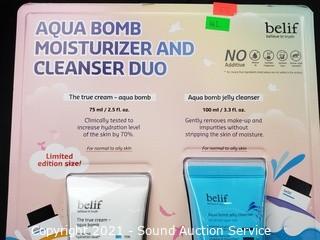 AQUA BOMB
MOISTURIZER AND
CLEANSER DUO
belif
believe in truth
NO
The true cream - aqua bomb
75 ml / 2.5 fl. oz.
Clinically tested to
increase hydration level
of the skin by 70%.
For normal to oily skin
Aqua bomb jelly cleanser
100 ml / 3.3 fl. oz.
Gently removes make-up and
impurities without
stripping the skin of moisture.
For normal to oily skin
Limited
edition size!
belif
The true cream -
belif
Aqua bomb jelly cleanser
Copyright 2021 - Sound Auction Service